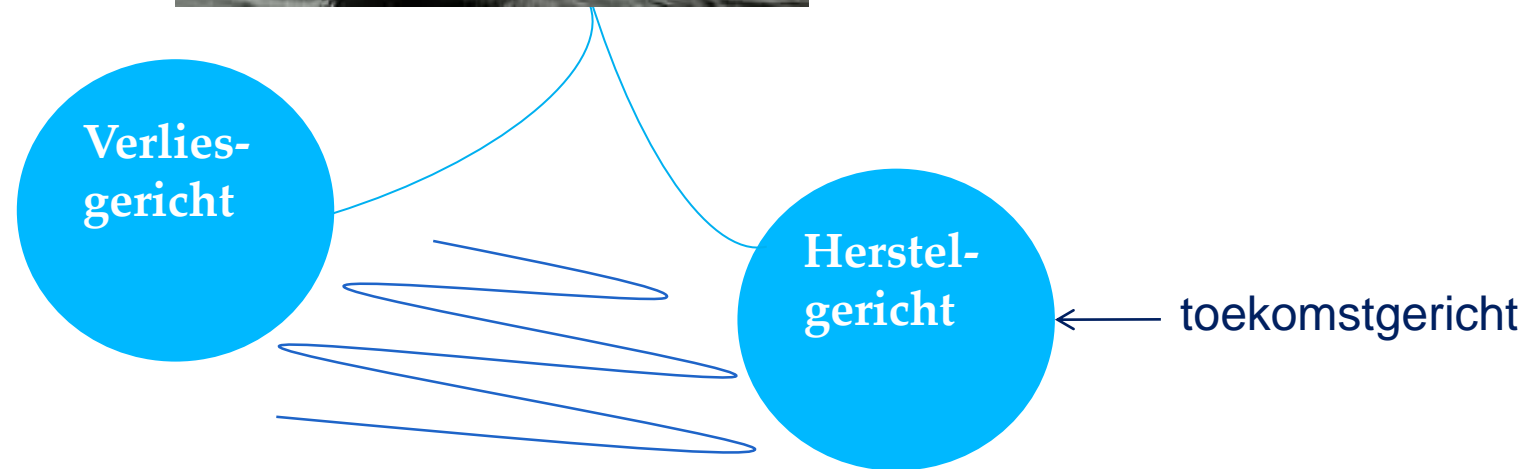 Verlies-
gericht
Herstel-
gericht
toekomstgericht